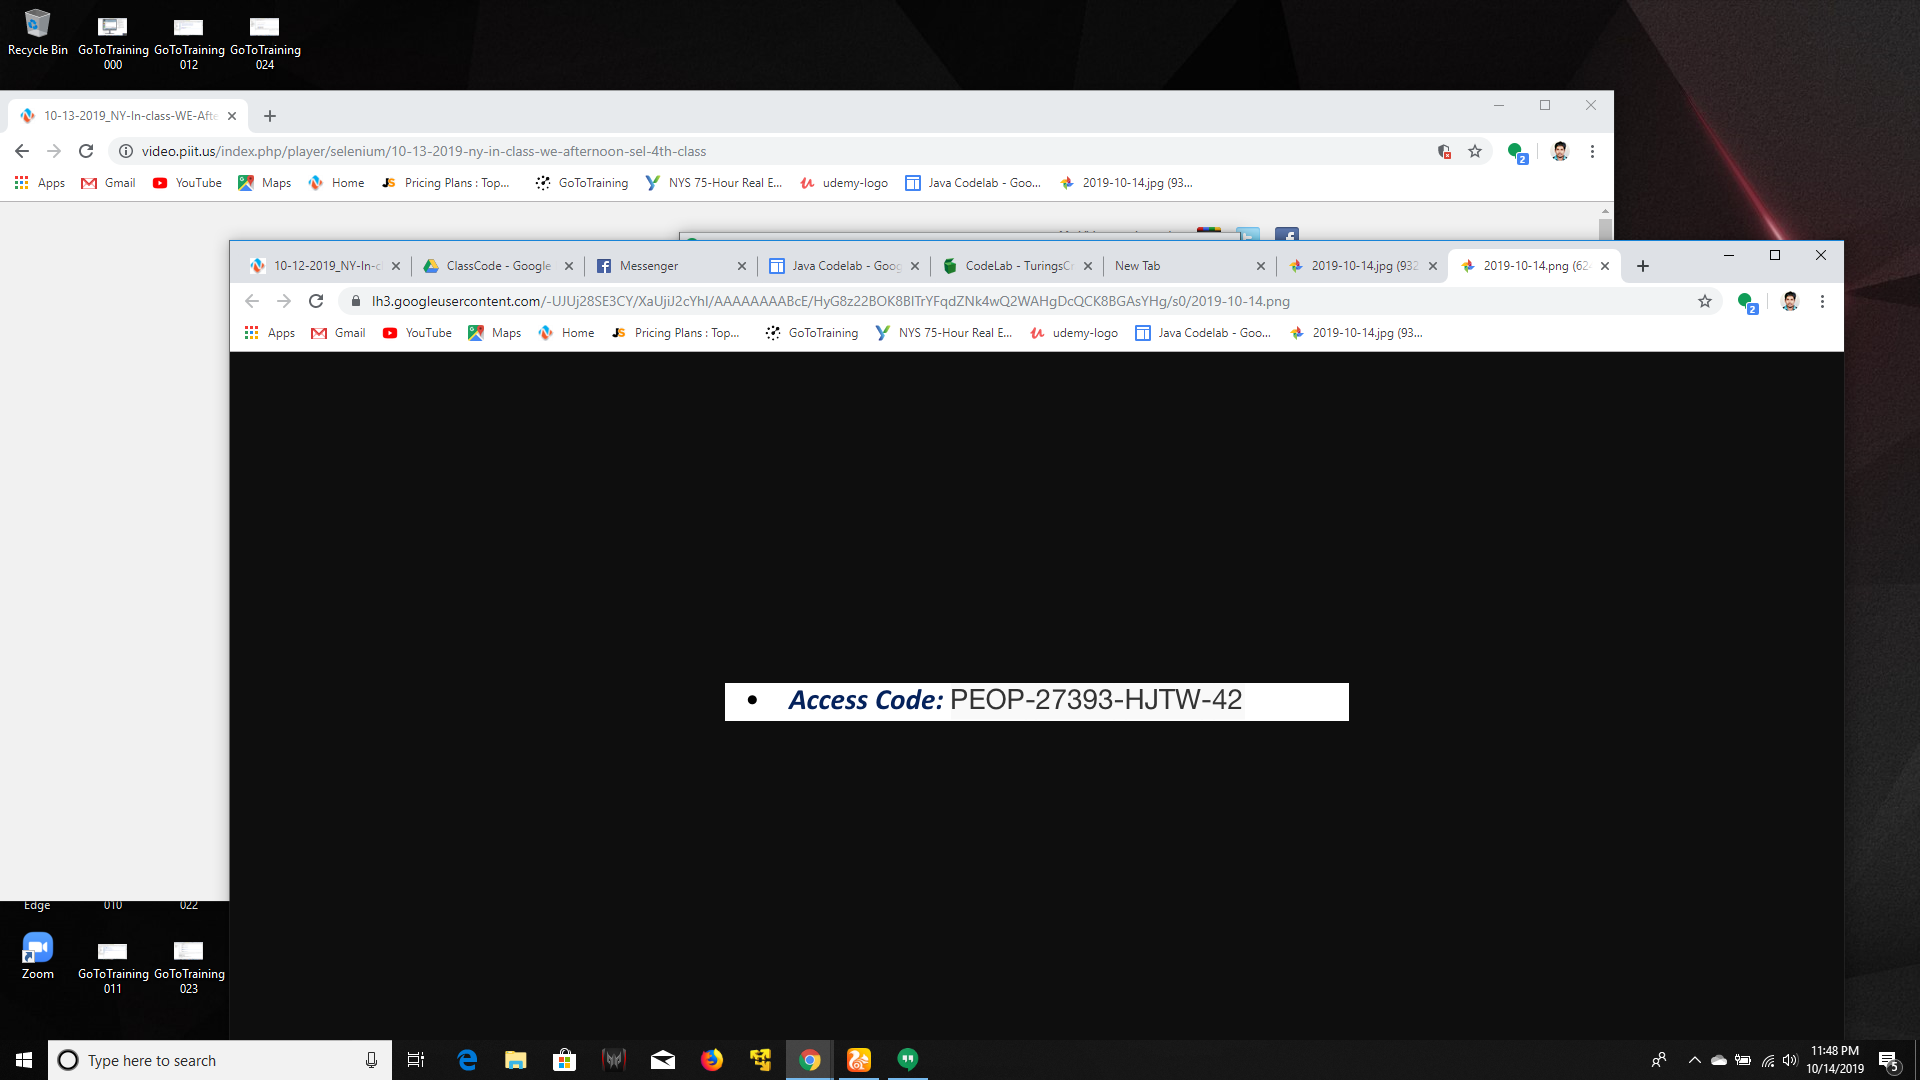 Recycle Bin
GoToTraining 000
GoToTraining 012
GoToTraining 024
10-13-2019_NY-In-class-WE-Afte
video.piit.us/index.php/player/selenium/10-13-2019-ny-in-class-we-afternoon-sel-4th-class
2
Apps Gmail YouTube Maps Home JS Pricing Plans : Top... GoToTraining NYS 75-Hour Real E... udemy-logo Java Codelab - Goo... 2019-10-14.jpg (93...
10-12-2019_NY-In-c ClassCode - Google Messenger Java Codelab - Goog CodeLab - TuringsCr New Tab 2019-10-14.jpg (932 2019-10-14.png (624
lh3.googleusercontent.com/-UJUj28SE3CY/XaUjiJ2cYhI/AAAAAAAABcE/HyG8z22BOK8BlTrYFqdZNk4wQ2WAHgDcQCK8BGAsYHg/s0/2019-10-14.png
2
Apps Gmail YouTube Maps Home JS Pricing Plans : Top... GoToTraining NYS 75-Hour Real E... udemy-logo Java Codelab - Goo... 2019-10-14.jpg (93...
• Access Code: PEOP-27393-HJTW-42
Edge 010 022
Zoom
GoToTraining 011
GoToTraining 023
Type here to search
11:48 PM
10/14/2019
5